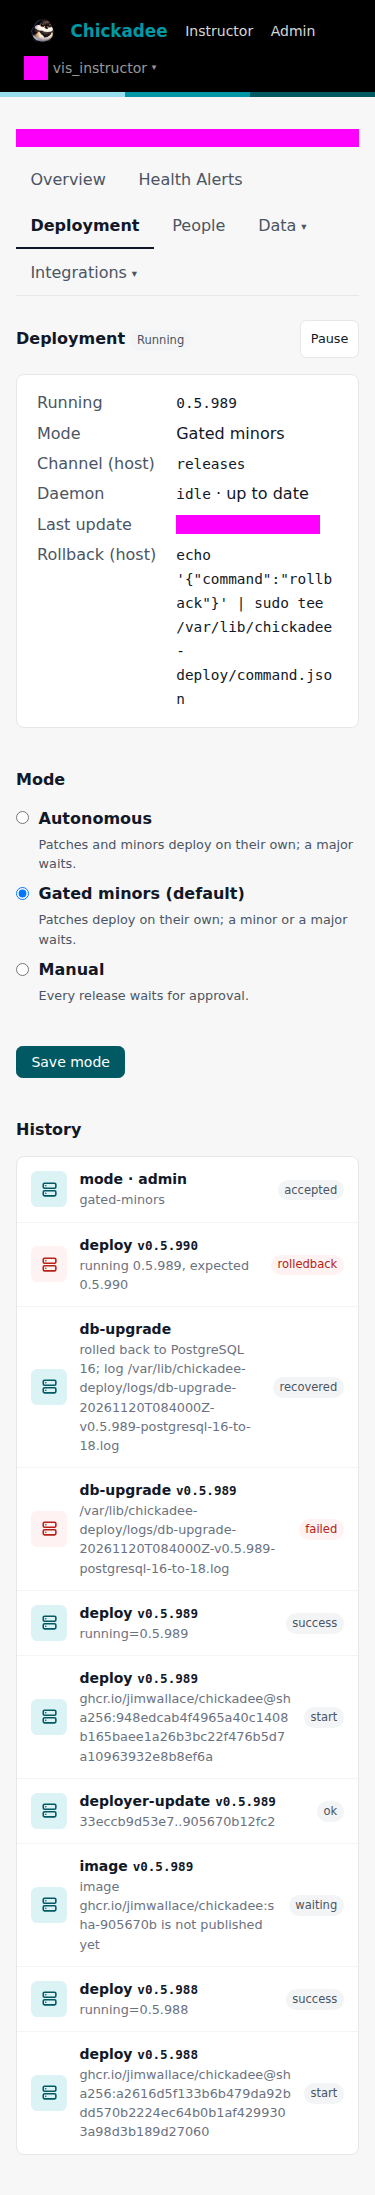 Chickadee Instructor Admin
vis_instructor ▾
Overview Health Alerts
Deployment People Data ▾
Integrations ▾
Deployment Running Pause
Running 0.5.989
Mode Gated minors
Channel (host) releases
Daemon idle · up to date
Last update
Rollback (host) echo
'{"command":"rollb
ack"}' | sudo tee
/var/lib/chickadee
-
deploy/command.jso
n
Mode
Autonomous
Patches and minors deploy on their own; a major
waits.
Gated minors (default)
Patches deploy on their own; a minor or a major
waits.
Manual
Every release waits for approval.
Save mode
History
mode · admin
gated-minors
accepted
deploy v0.5.990
running 0.5.989, expected
0.5.990
rolledback
db-upgrade
rolled back to PostgreSQL
16; log /var/lib/chickadee-
deploy/logs/db-upgrade-
20261120T084000Z-
v0.5.989-postgresql-16-to-
18.log
recovered
db-upgrade v0.5.989
/var/lib/chickadee-
deploy/logs/db-upgrade-
20261120T084000Z-v0.5.989-
postgresql-16-to-18.log
failed
deploy v0.5.989
running=0.5.989
success
deploy v0.5.989
ghcr.io/jimwallace/chickadee@sh
a256:948edcab4f4965a40c1408
b165baee1a26b3bc22f476b5d7
a10963932e8b8ef6a
start
deployer-update v0.5.989
33eccb9d53e7..905670b12fc2
ok
image v0.5.989
image
ghcr.io/jimwallace/chickadee:s
ha-905670b is not published
yet
waiting
deploy v0.5.988
running=0.5.988
success
deploy v0.5.988
ghcr.io/jimwallace/chickadee@sh
a256:a2616d5f133b6b479da92b
dd570b2224ec64b0b1af429930
3a98d3b189d27060
start